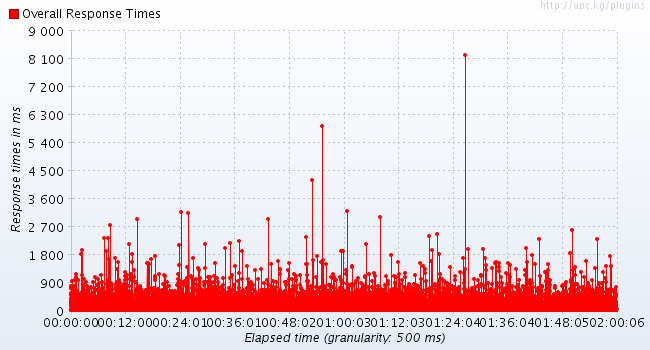 http://apc.kg/plugins
Overall Response Times
9 000
8 100
7 200
6 300
5 400
4 500
3 600
2 700
1 800
900
0
Response times in ms
00:00:00 00:12:00 00:24:01 00:36:01 00:48:02 01:00:03 01:12:03 01:24:04 01:36:04 01:48:05 02:00:06
Elapsed time (granularity: 500 ms)